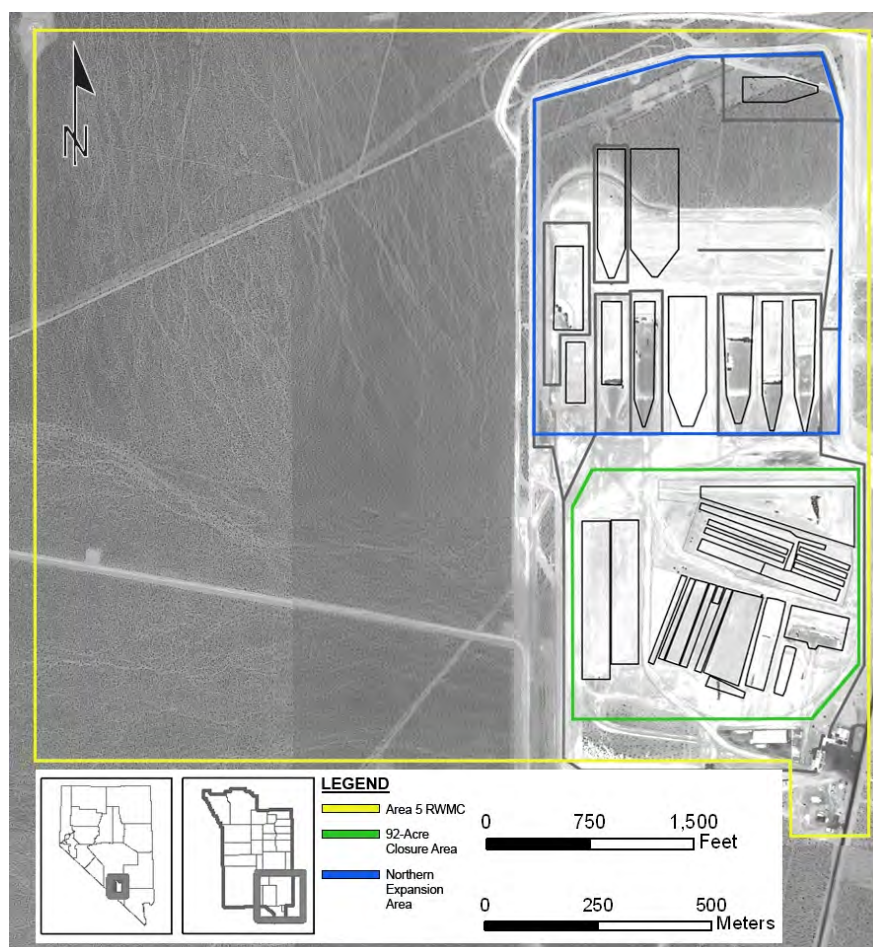 N
LEGEND
Area 5 RWMC
92-Acre
Closure Area
Northern
Expansion
Area
0 750 1,500
Feet
0 250 500
Meters